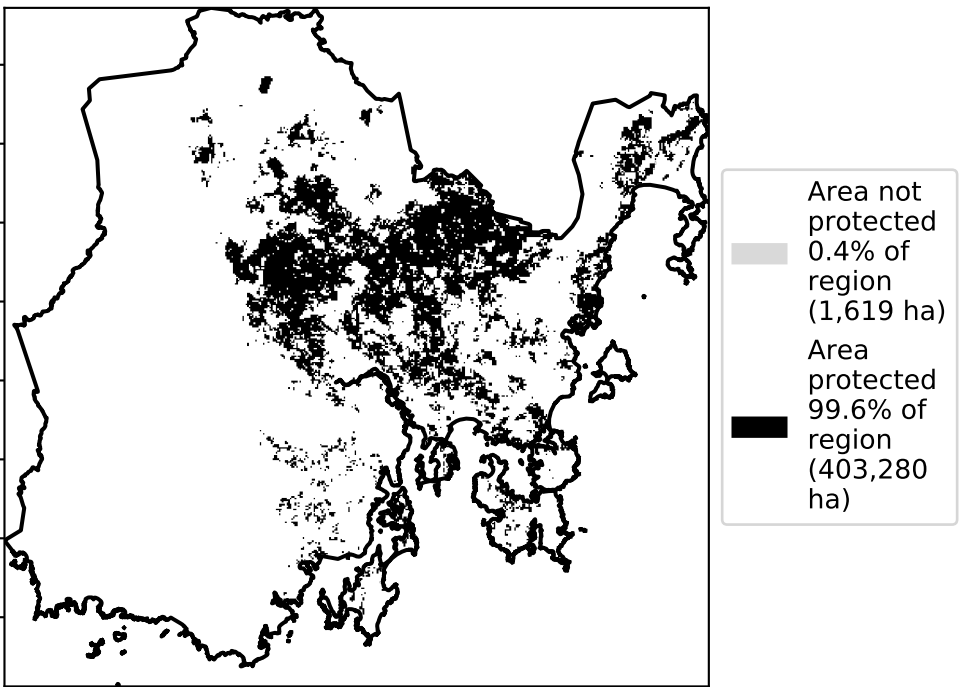 Area not
protected
0.4% of
region
(1,619 ha)
Area
protected
99.6% of
region
(403,280
ha)